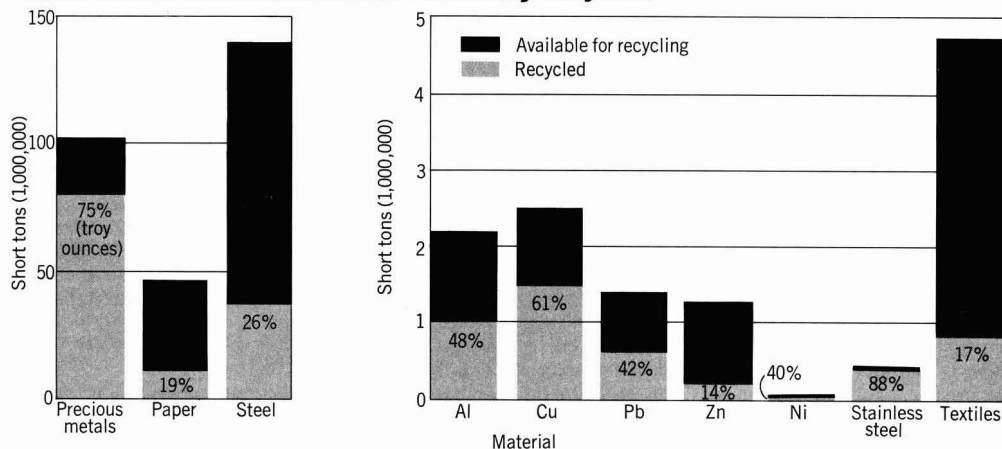 150
100
50
0
Short tons (1,000,000)
75%
(troy
ounces)
19%
26%
Precious
metals
Paper
Steel
5
4
3
2
1
0
Short tons (1,000,000)
Available for recycling
Recycled
48%
61%
42%
14%
40%
88%
17%
Al
Cu
Pb
Zn
Ni
Stainless
steel
Textiles
Material